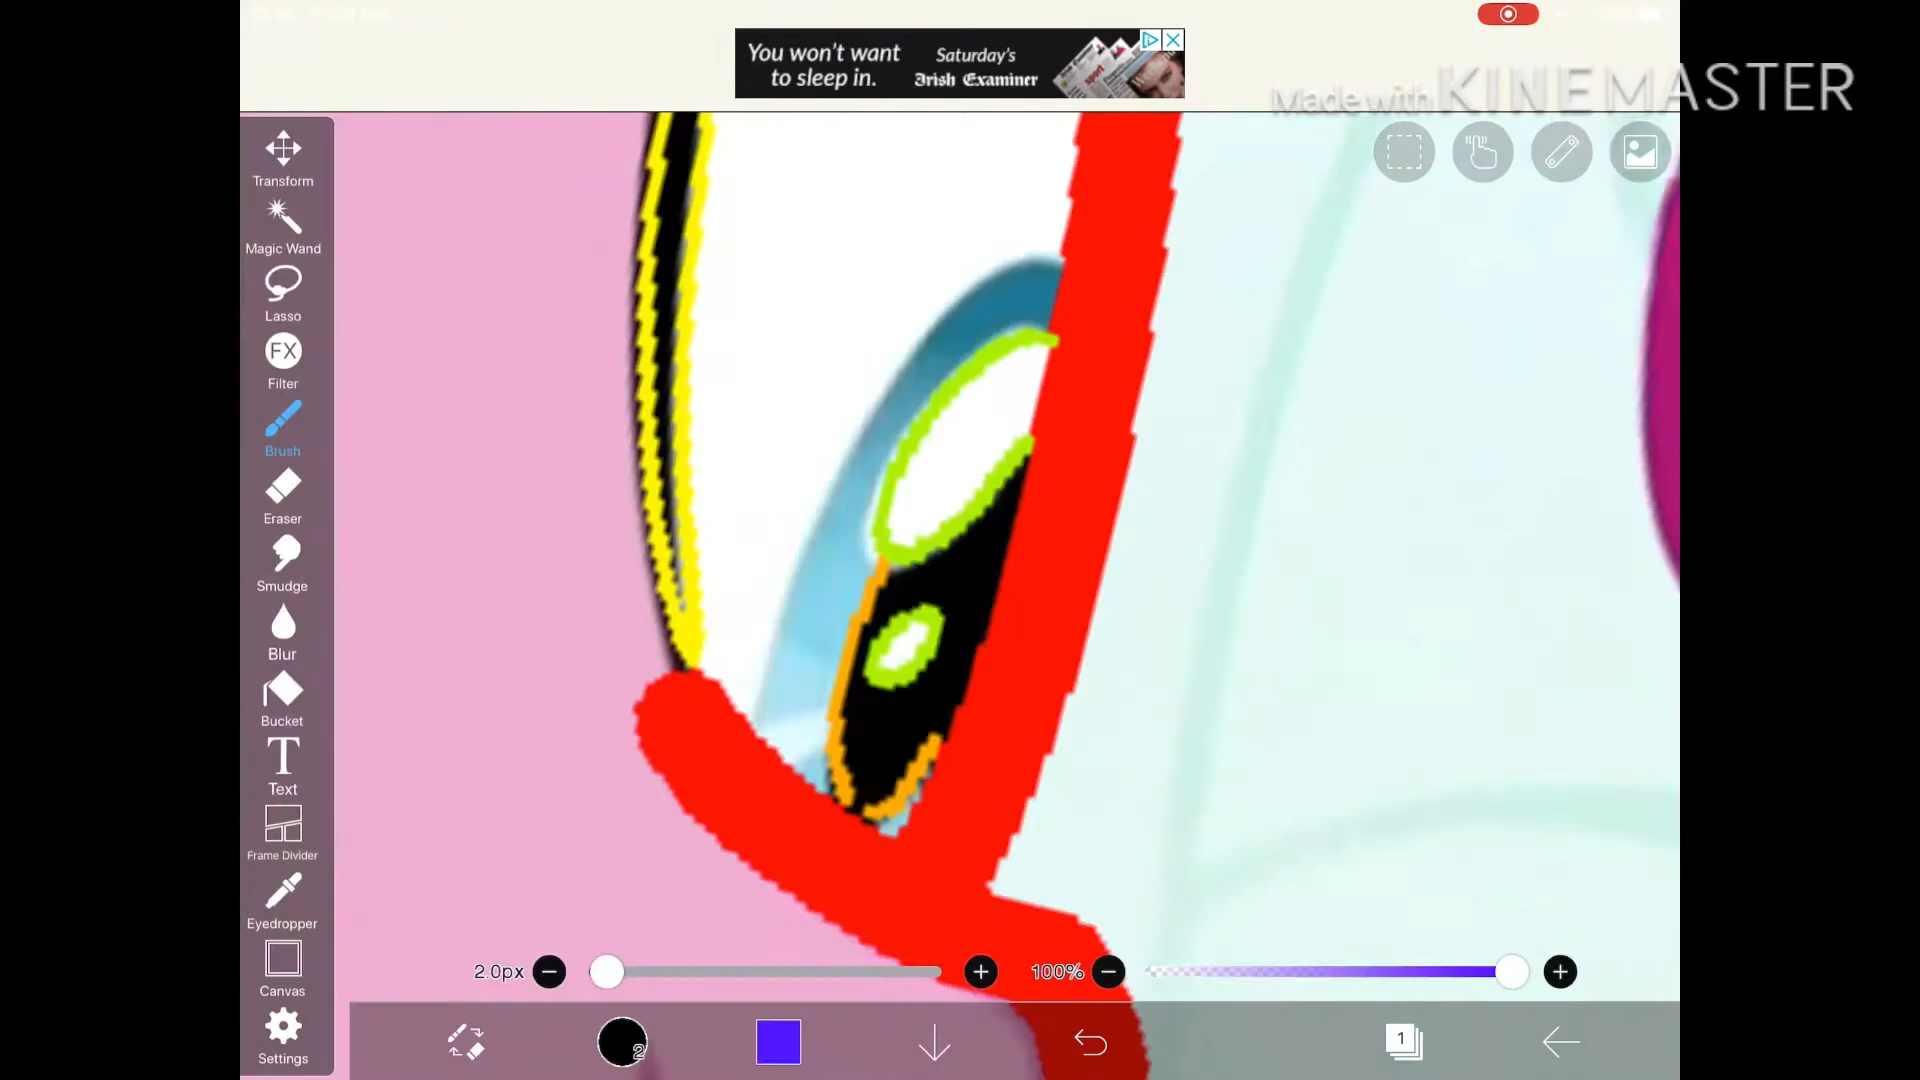 You won't want
to sleep in.
Saturday's
Irish Examiner
Made with KINEMASTER
Transform
Magic Wand
Lasso
FX
Filter
Brush
Eraser
Smudge
Blur
Bucket
T
Text
Frame Divider
Eyedropper
Canvas
Settings
2.0px
100%
2
1